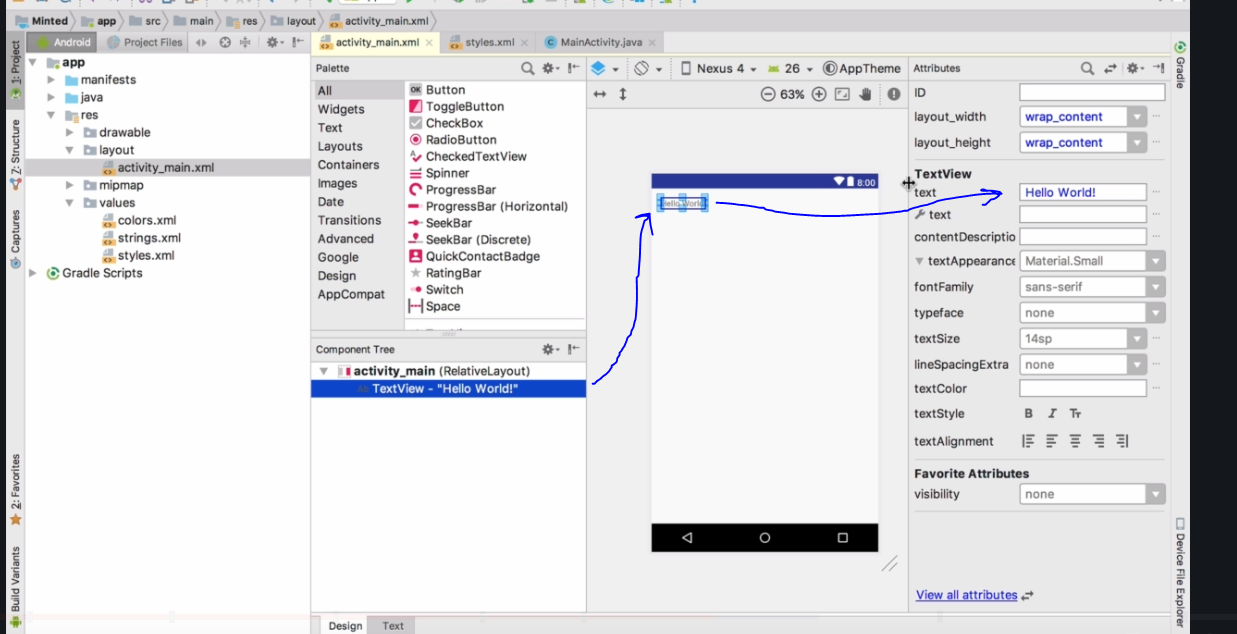 Minted app src main res layout activity_main.xml
1: Project
Z: Structure
Captures
2: Favorites
Build Variants
Android Project Files
app
manifests
java
res
drawable
layout
activity_main.xml
mipmap
values
colors.xml
strings.xml
styles.xml
Gradle Scripts
activity_main.xml styles.xml MainActivity.java
Palette
All
Widgets
Text
Layouts
Containers
Images
Date
Transitions
Advanced
Google
Design
AppCompat
OK Button
ToggleButton
CheckBox
RadioButton
CheckedTextView
Spinner
ProgressBar
ProgressBar (Horizontal)
SeekBar
SeekBar (Discrete)
QuickContactBadge
RatingBar
Switch
Space
Component Tree
activity_main (RelativeLayout)
Ab TextView - "Hello World!"
Nexus 4 26 AppTheme
63%
8:00
Hello World!
Attributes
ID
layout_width wrap_content
layout_height wrap_content
TextView
text Hello World!
text
contentDescriptio
textAppearance Material.Small
fontFamily sans-serif
typeface none
textSize 14sp
lineSpacingExtra none
textColor
textStyle B I Tт
textAlignment
Favorite Attributes
visibility none
View all attributes
Design Text
Gradle
Device File Explorer